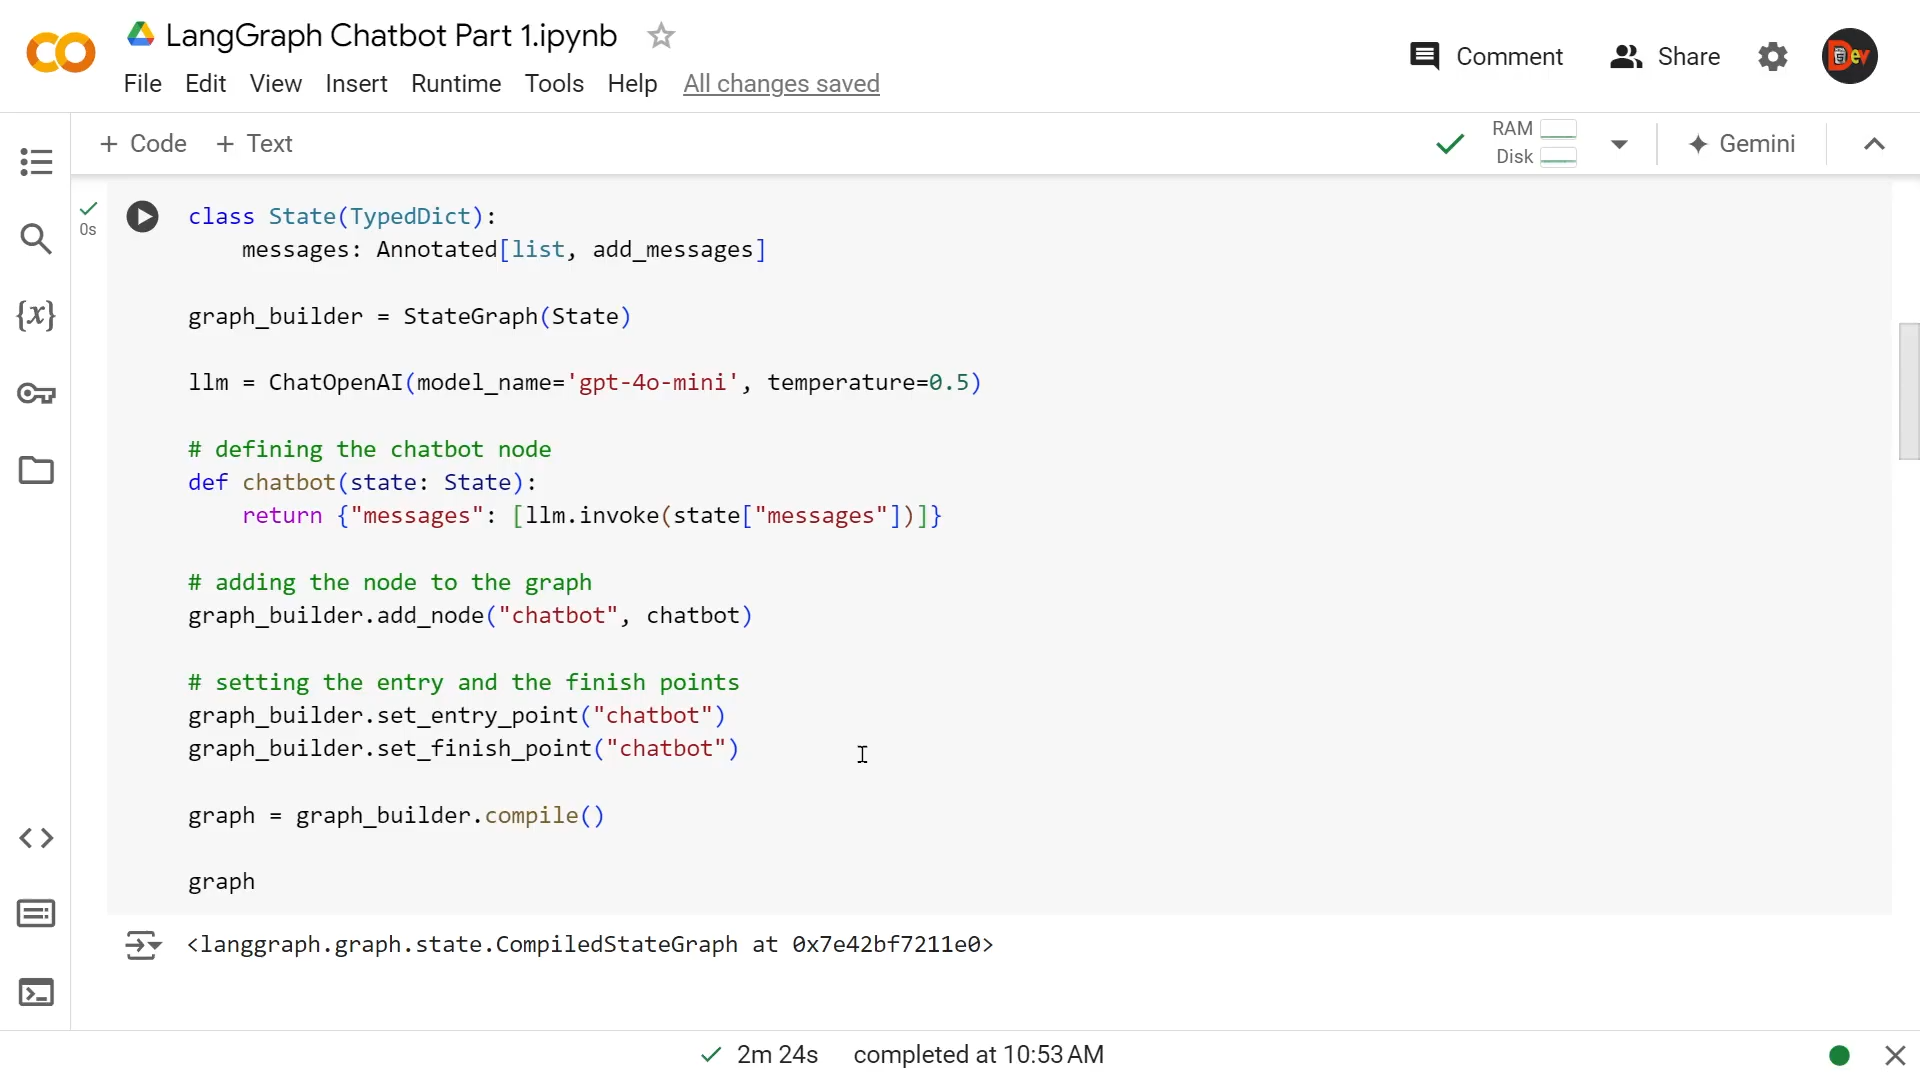 LangGraph Chatbot Part 1.ipynb
File Edit View Insert Runtime Tools Help All changes saved
Comment Share
Dev
+ Code + Text
RAM
Disk
Gemini
0s
class State(TypedDict):
    messages: Annotated[list, add_messages]
graph_builder = StateGraph(State)
llm = ChatOpenAI(model_name='gpt-4o-mini', temperature=0.5)
# defining the chatbot node
def chatbot(state: State):
    return {"messages": [llm.invoke(state["messages"])]}
# adding the node to the graph
graph_builder.add_node("chatbot", chatbot)
# setting the entry and the finish points
graph_builder.set_entry_point("chatbot")
graph_builder.set_finish_point("chatbot")
graph = graph_builder.compile()
graph
<langgraph.graph.state.CompiledStateGraph at 0x7e42bf7211e0>
2m 24s completed at 10:53 AM